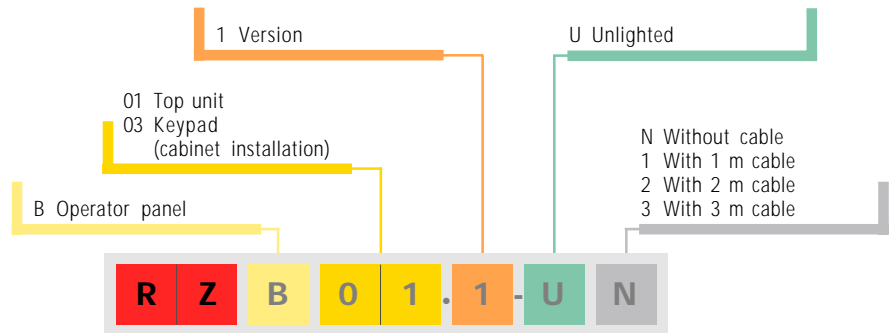 1 Version
U Unlighted
01 Top unit
03 Keypad
(cabinet installation)
N Without cable
1 With 1 m cable
2 With 2 m cable
3 With 3 m cable
B Operator panel
R Z B 0 1 . 1 - U N